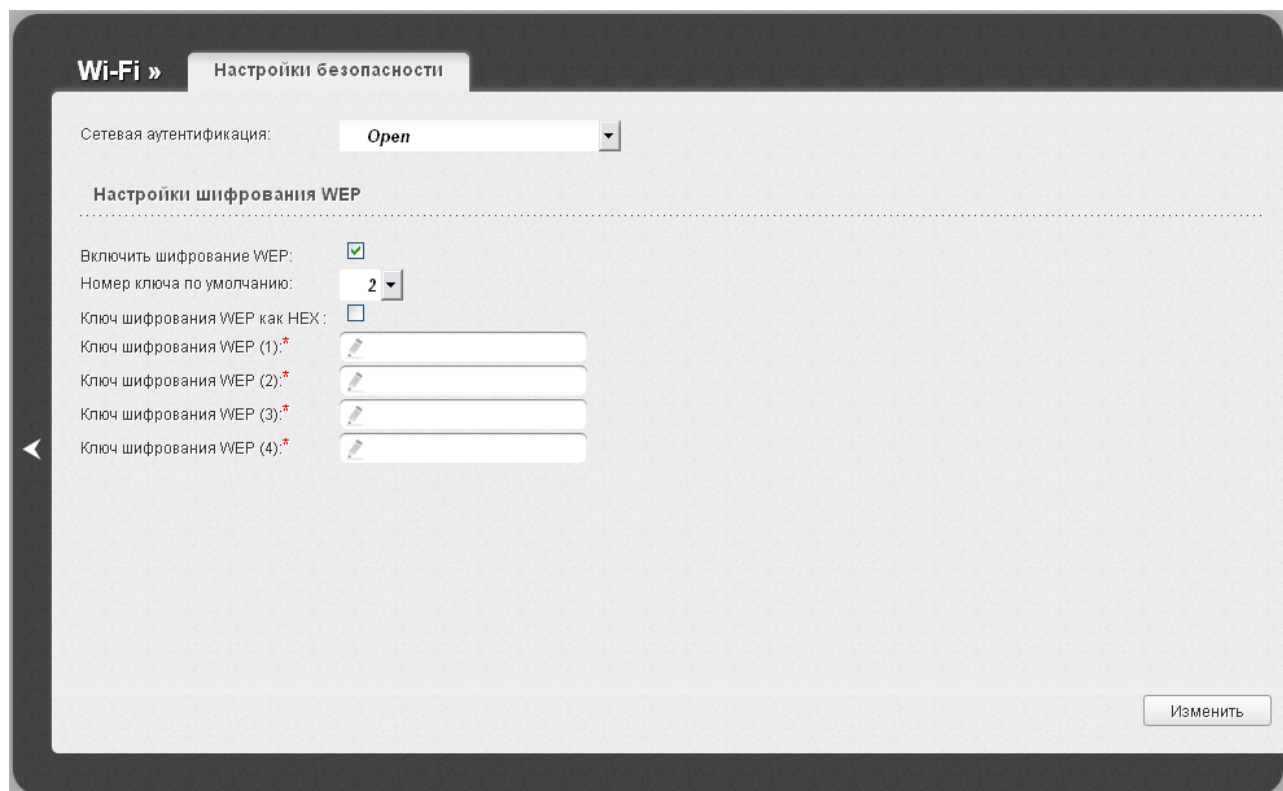 Wi-Fi » Настройки безопасности
Сетевая аутентификация: Open
Настройки шифрования WEP
Включить шифрование WEP:
Номер ключа по умолчанию: 2
Ключ шифрования WEP как HEX :
Ключ шифрования WEP (1):*
Ключ шифрования WEP (2):*
Ключ шифрования WEP (3):*
Ключ шифрования WEP (4):*
Изменить